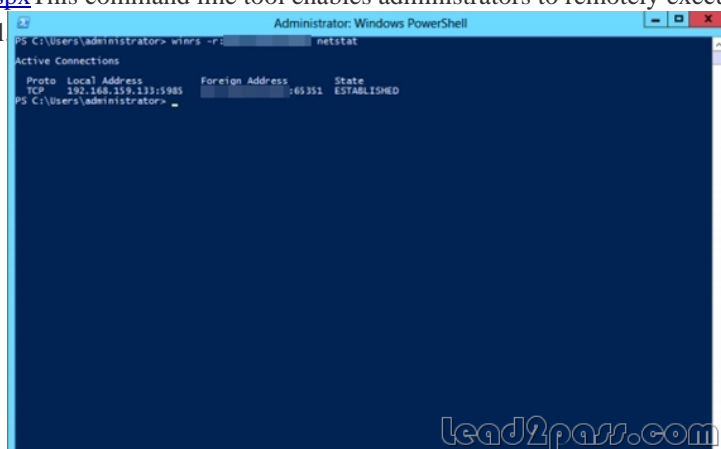 spxThis command line tool enables administrators to remotely execu
l.
Administrator: Windows PowerShell
PS C:\Users\administrator> winrs -r: netstat
Active Connections
Proto Local Address Foreign Address State
TCP 192.168.159.133:5985 :65351 ESTABLISHED
PS C:\Users\administrator> _
Lead2pass.com